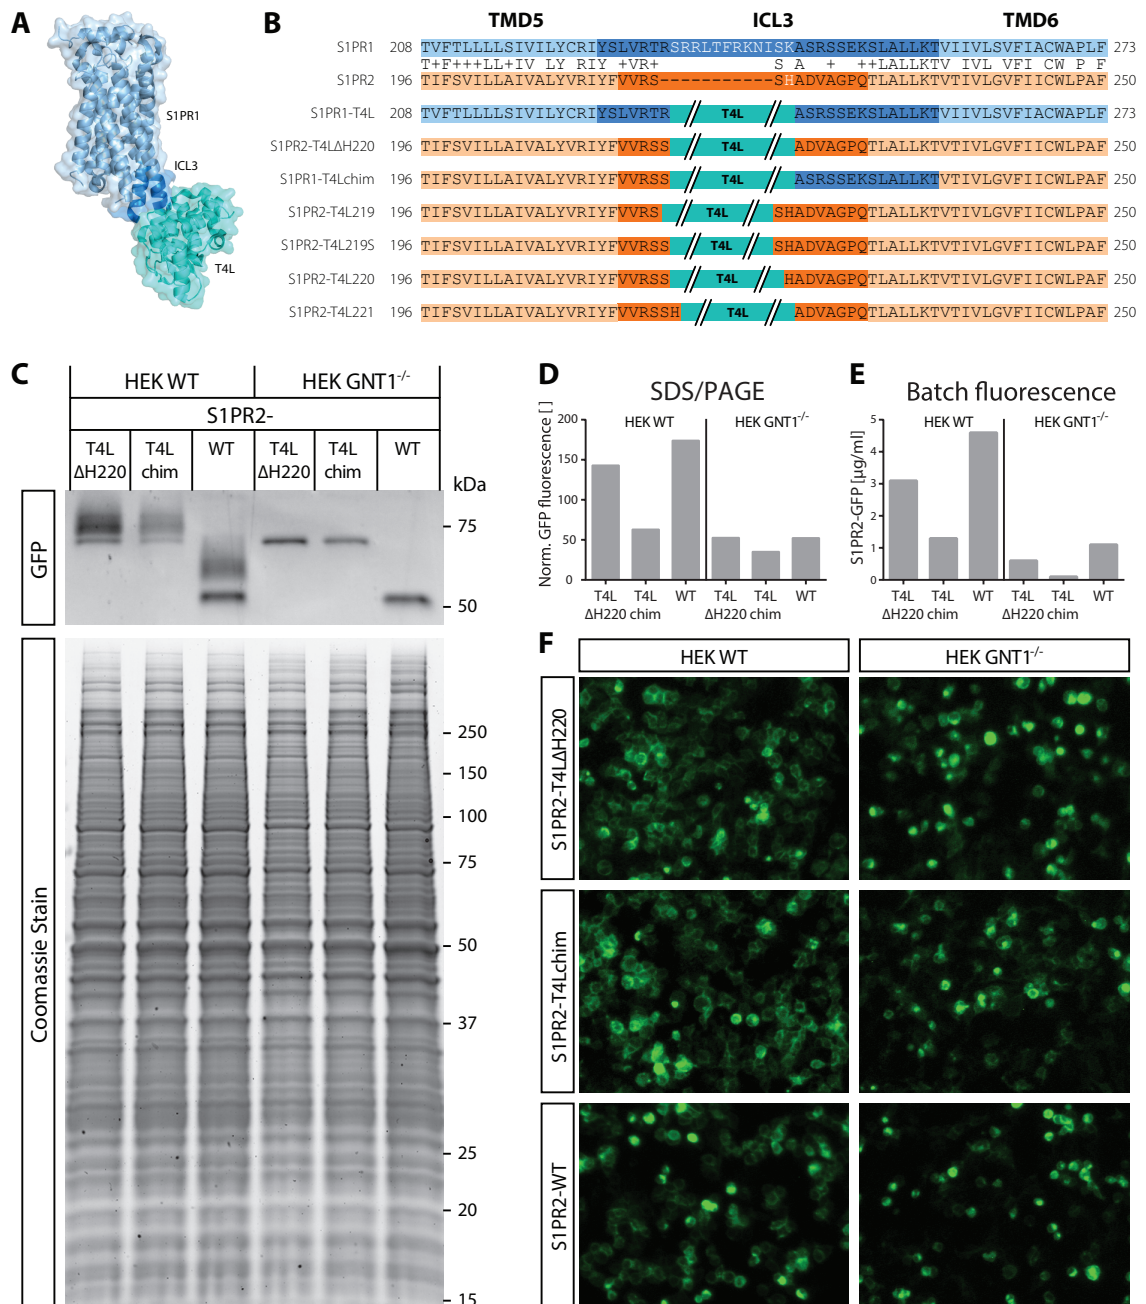 A
S1PR1
ICL3
T4L
B
TMD5 ICL3 TMD6
S1PR1 208 TVFTLLLLSIVILYCRIYSLVRTRSRRLTFRKNISKASRSSEKSLALLKTVIIVLSVFIACWAPLF 273
T+F+++LL+IV LY RIY +VR+ S A + ++LALLKTV IVL VFI CW P F
S1PR2 196 TIFSVILLAIVALYVRIYFVVRS------------SHADVAGPQTLALLKTVTIVLGVFIICWLPAF 250
S1PR1-T4L 208 TVFTLLLLSIVILYCRIYSLVRTR T4L ASRSSEKSLALLKTVIIVLSVFIACWAPLF 273
S1PR2-T4LΔH220 196 TIFSVILLAIVALYVRIYFVVRSS T4L ADVAGPQTLALLKTVTIVLGVFIICWLPAF 250
S1PR1-T4Lchim 196 TIFSVILLAIVALYVRIYFVVRSS T4L ASRSSEKSLALLKTVTIVLGVFIICWLPAF 250
S1PR2-T4L219 196 TIFSVILLAIVALYVRIYFVVRS T4L SHADVAGPQTLALLKTVTIVLGVFIICWLPAF 250
S1PR2-T4L219S 196 TIFSVILLAIVALYVRIYFVVRSS T4L SHADVAGPQTLALLKTVTIVLGVFIICWLPAF 250
S1PR2-T4L220 196 TIFSVILLAIVALYVRIYFVVRSS T4L HADVAGPQTLALLKTVTIVLGVFIICWLPAF 250
S1PR2-T4L221 196 TIFSVILLAIVALYVRIYFVVRSSH T4L ADVAGPQTLALLKTVTIVLGVFIICWLPAF 250
C
HEK WT HEK GNT1-/-
S1PR2-
T4L ΔH220 T4L chim WT T4L ΔH220 T4L chim WT
kDa
GFP
75
50
Coomassie Stain
250
150
100
75
50
37
25
20
15
D
SDS/PAGE
Norm. GFP fluorescence [ ]
200
150
100
50
0
HEK WT HEK GNT1-/-
T4L T4L WT T4L T4L WT
ΔH220 chim ΔH220 chim
E
Batch fluorescence
S1PR2-GFP [µg/ml]
5
4
3
2
1
0
HEK WT HEK GNT1-/-
T4L T4L WT T4L T4L WT
ΔH220 chim ΔH220 chim
F
HEK WT HEK GNT1-/-
S1PR2-T4LΔH220
S1PR2-T4Lchim
S1PR2-WT